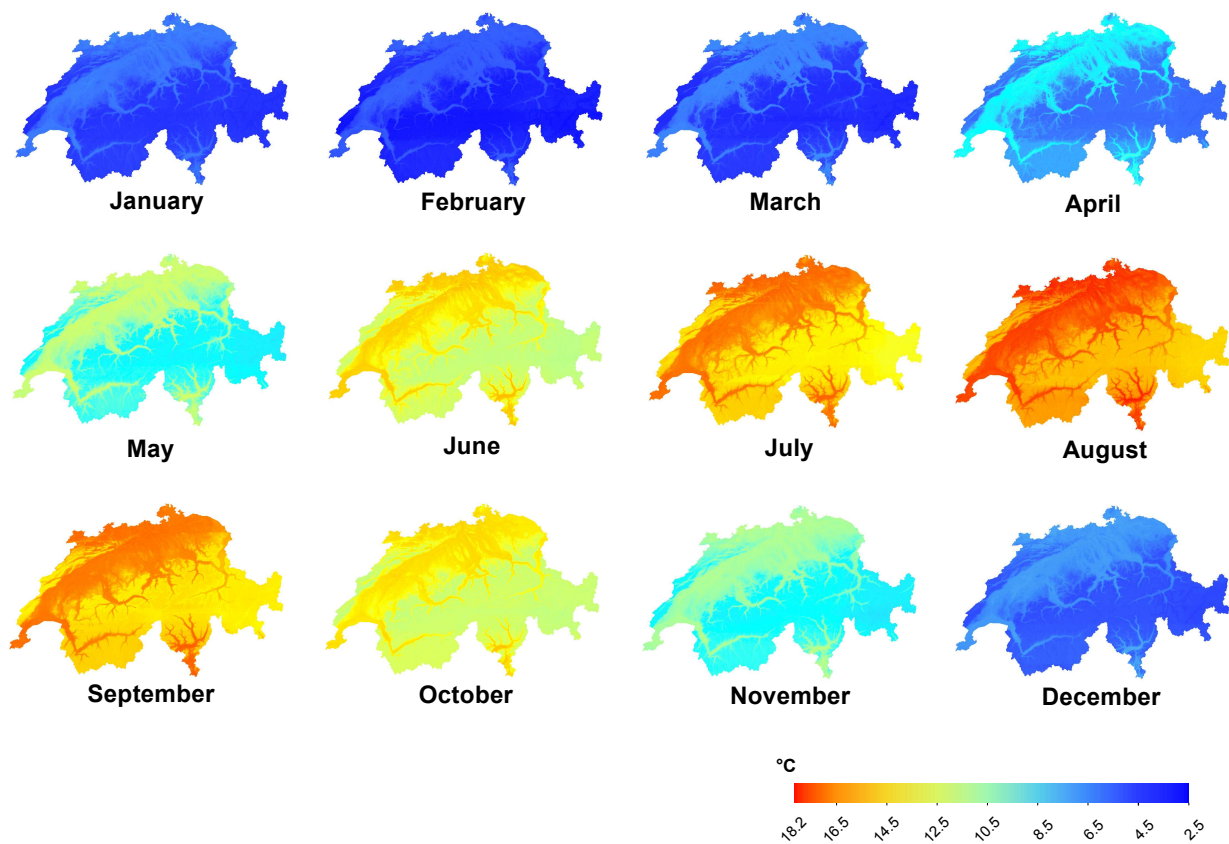 January February March April
May June July August
September October November December
°C
18.2 16.5 14.5 12.5 10.5 8.5 6.5 4.5 2.5